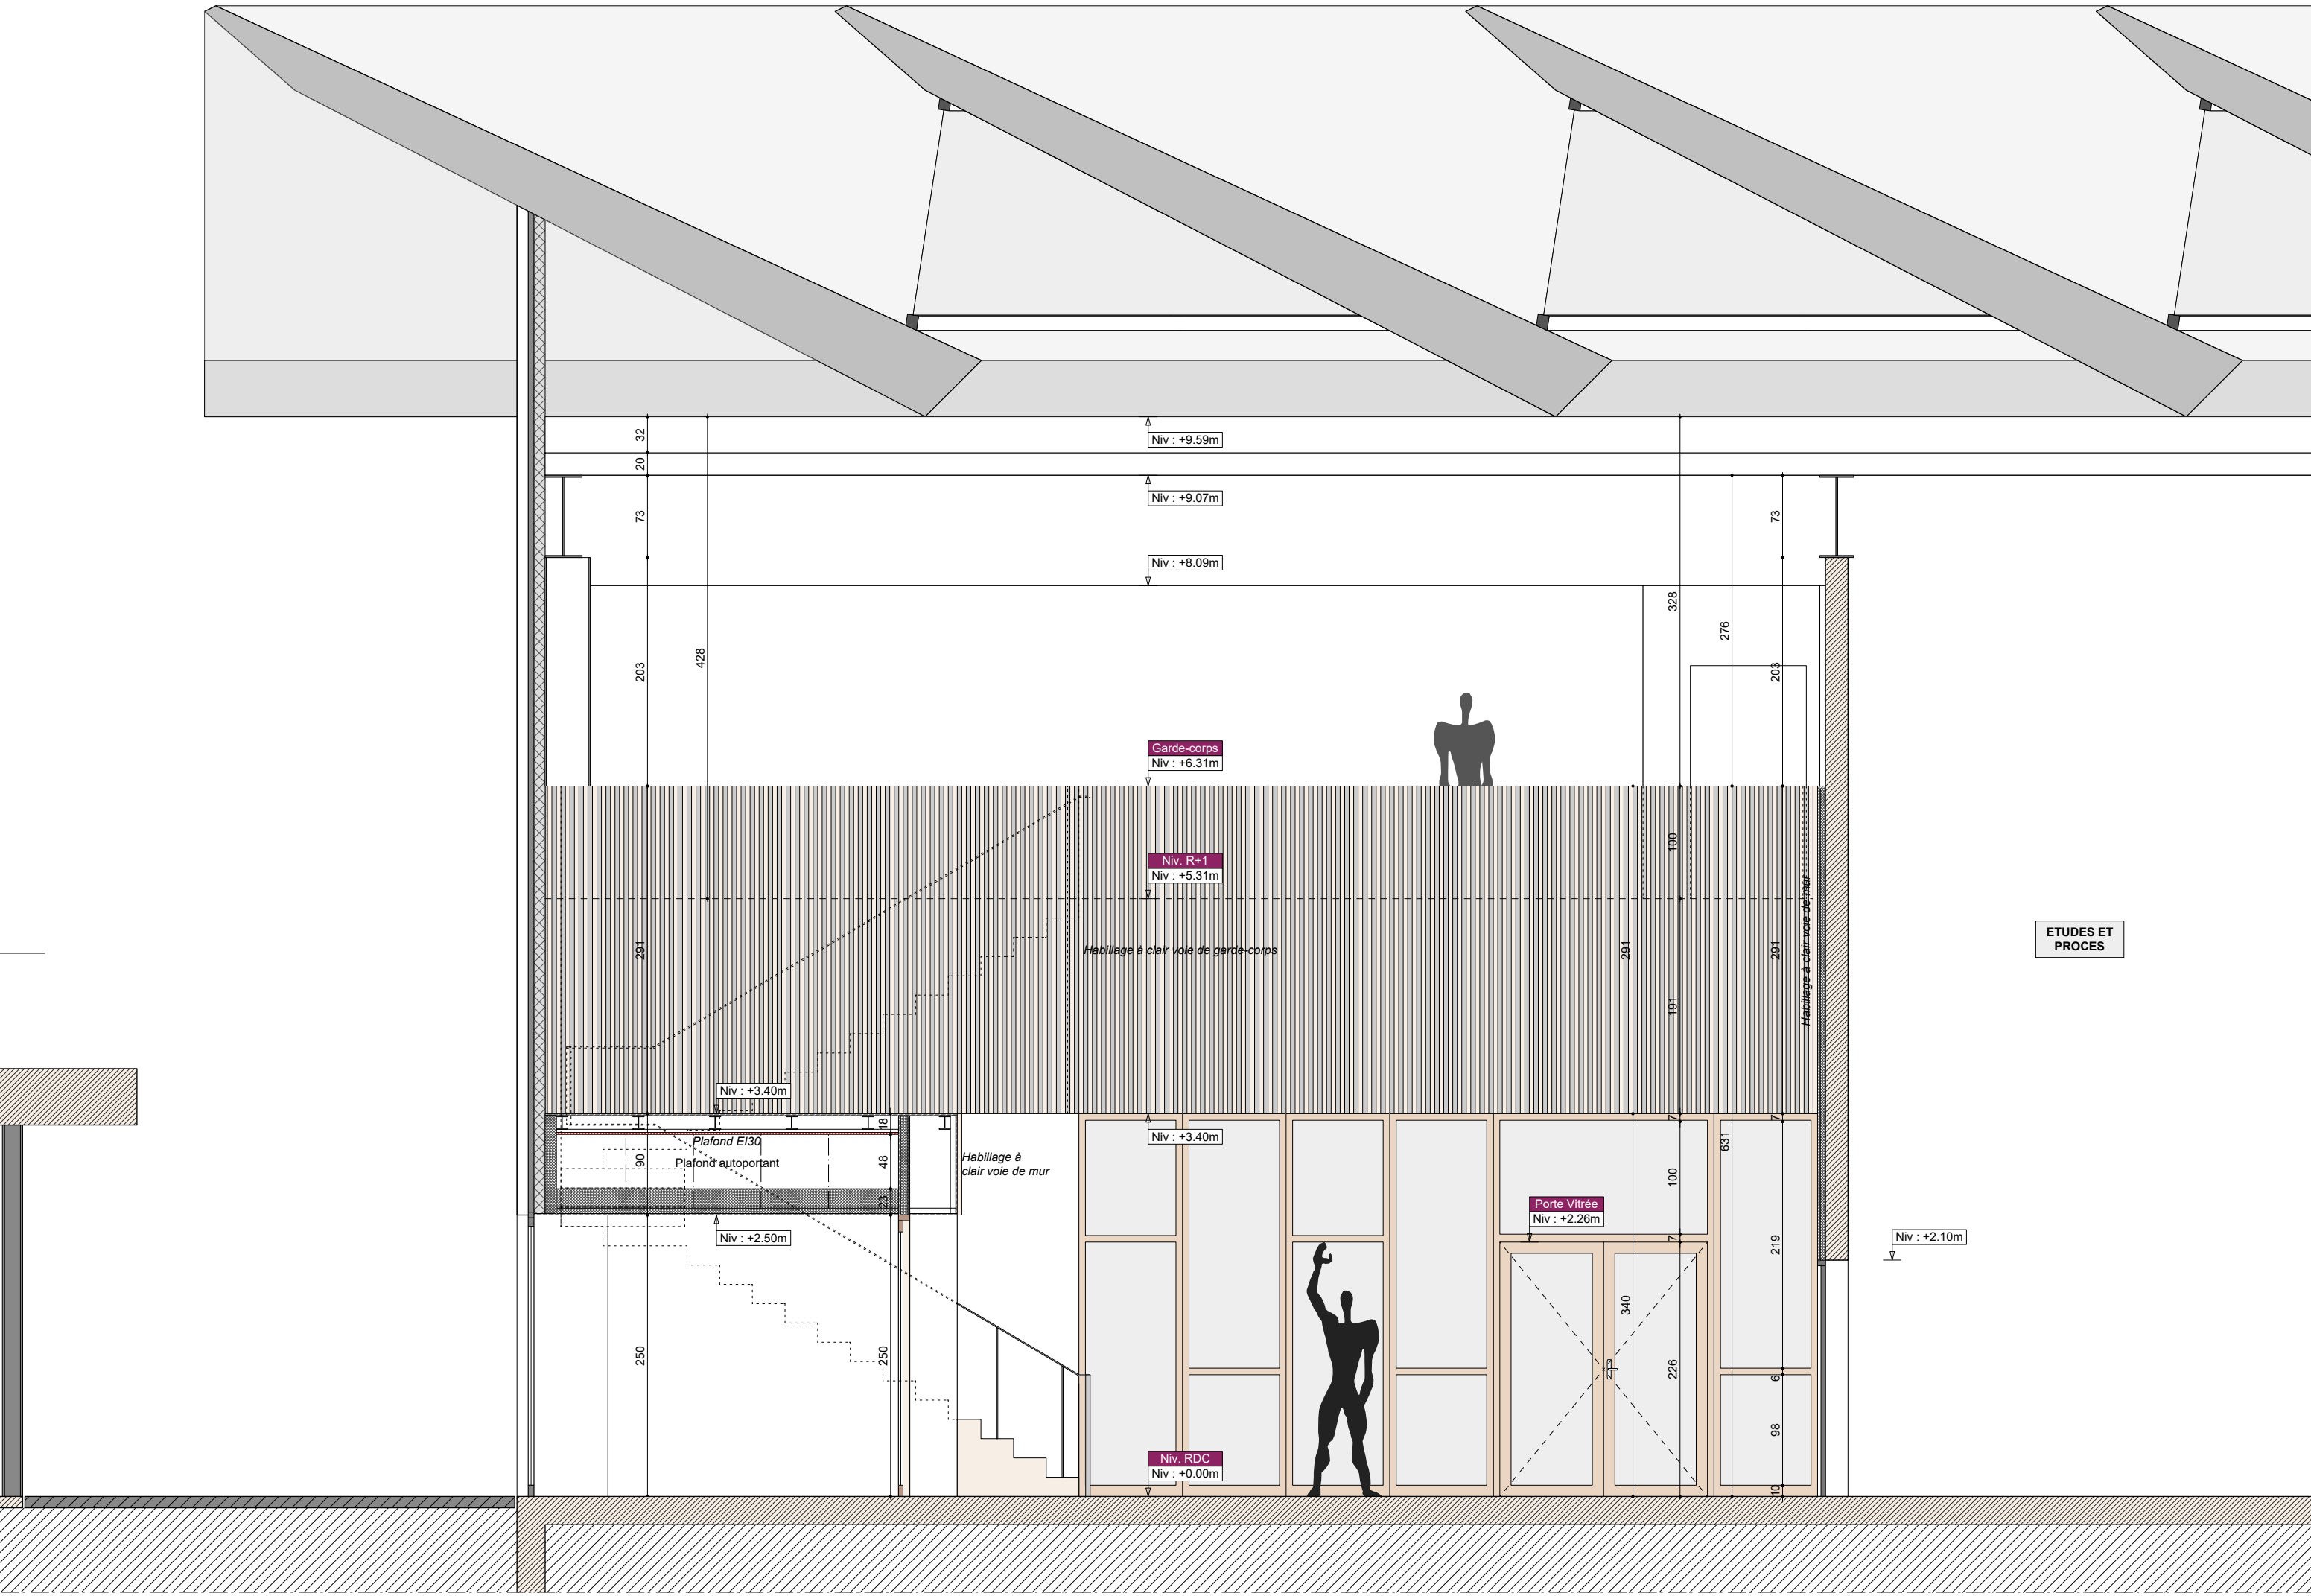 32
Niv : +9.59m
20
Niv : +9.07m
73
73
Niv : +8.09m
328
276
428
203
203
Garde-corps
Niv : +6.31m
100
Niv. R+1
Niv : +5.31m
Habillage à clair voie de garde-corps
291
291
191
291
Habillage à clair voie de mur
ETUDES ET
PROCES
Niv : +3.40m
18
Niv : +3.40m
7
7
Plafond EI30
Plafond autoportant
90
48
Habillage à
clair voie de mur
631
100
23
Porte Vitrée
Niv : +2.26m
Niv : +2.50m
7
219
Niv : +2.10m
340
250
250
226
6
98
Niv. RDC
Niv : +0.00m
10